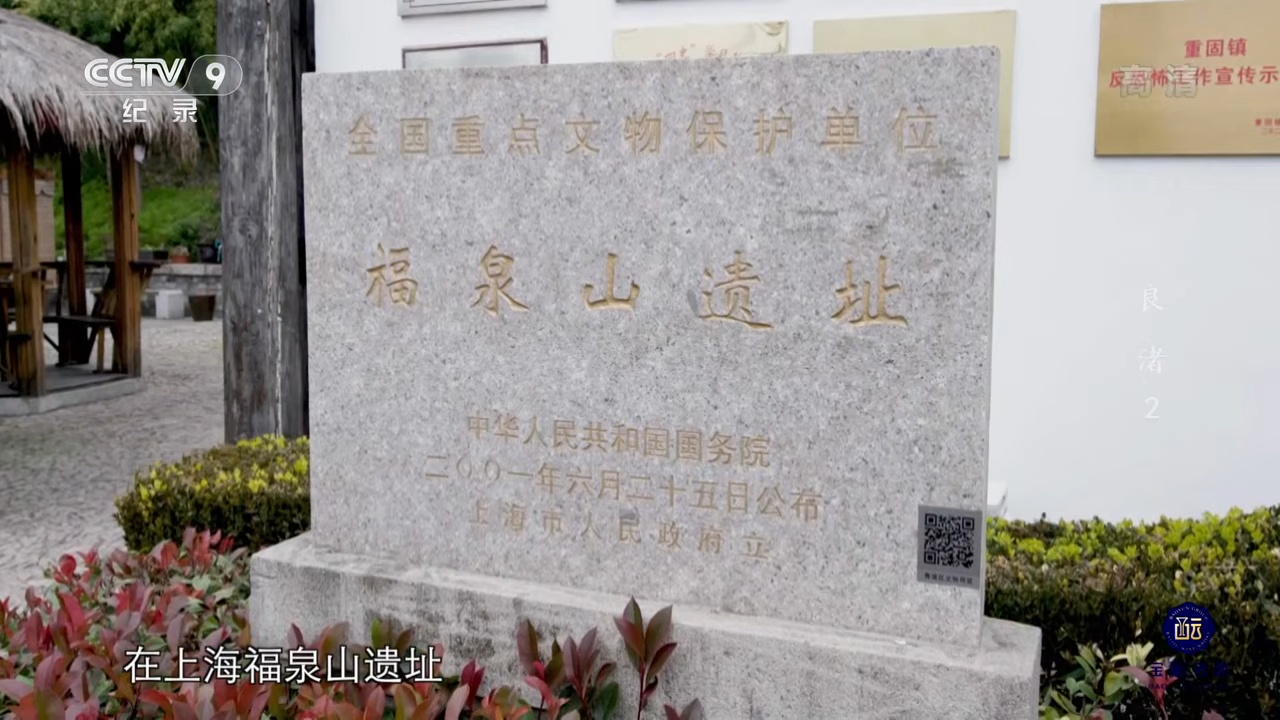 CCTV 9
纪录
高清
重固镇
反恐怖工作宣传示
全国重点文物保护单位
福泉山遗址
中华人民共和国国务院
二〇〇一年六月二十五日公布
上海市人民政府立
良渚2
在上海福泉山遗址